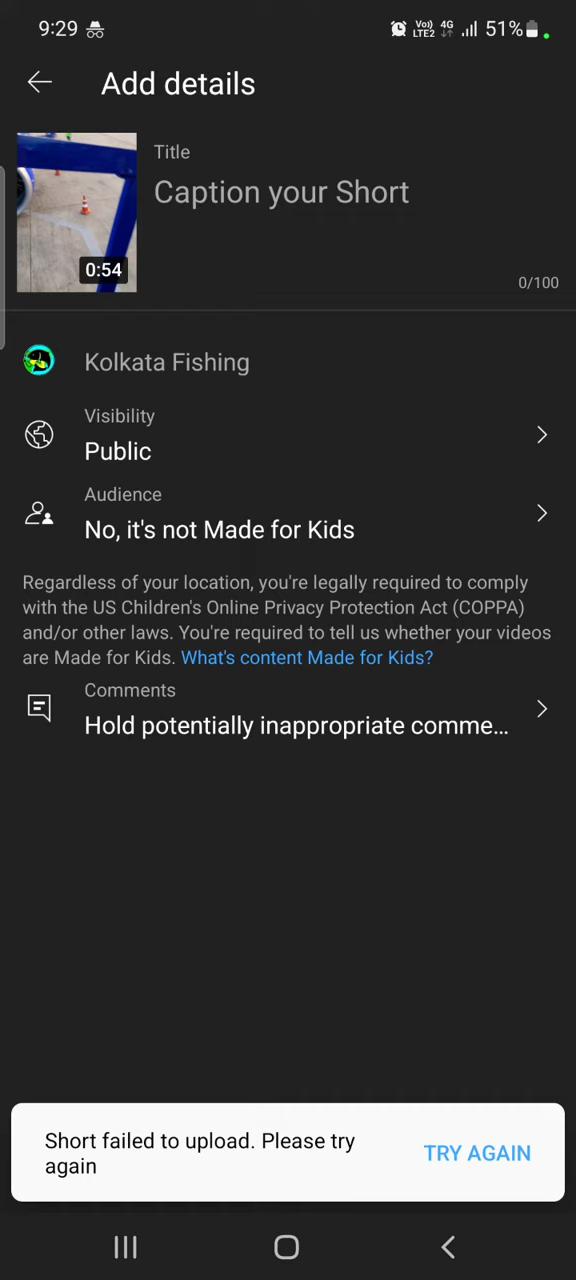 9:29
Vo)) 4G
LTE2 51%
Add details
Title
Caption your Short
0:54
0/100
Kolkata Fishing
Visibility
Public
Audience
No, it's not Made for Kids
Regardless of your location, you're legally required to comply
with the US Children's Online Privacy Protection Act (COPPA)
and/or other laws. You're required to tell us whether your videos
are Made for Kids. What's content Made for Kids?
Comments
Hold potentially inappropriate comme...
Short failed to upload. Please try
again
TRY AGAIN